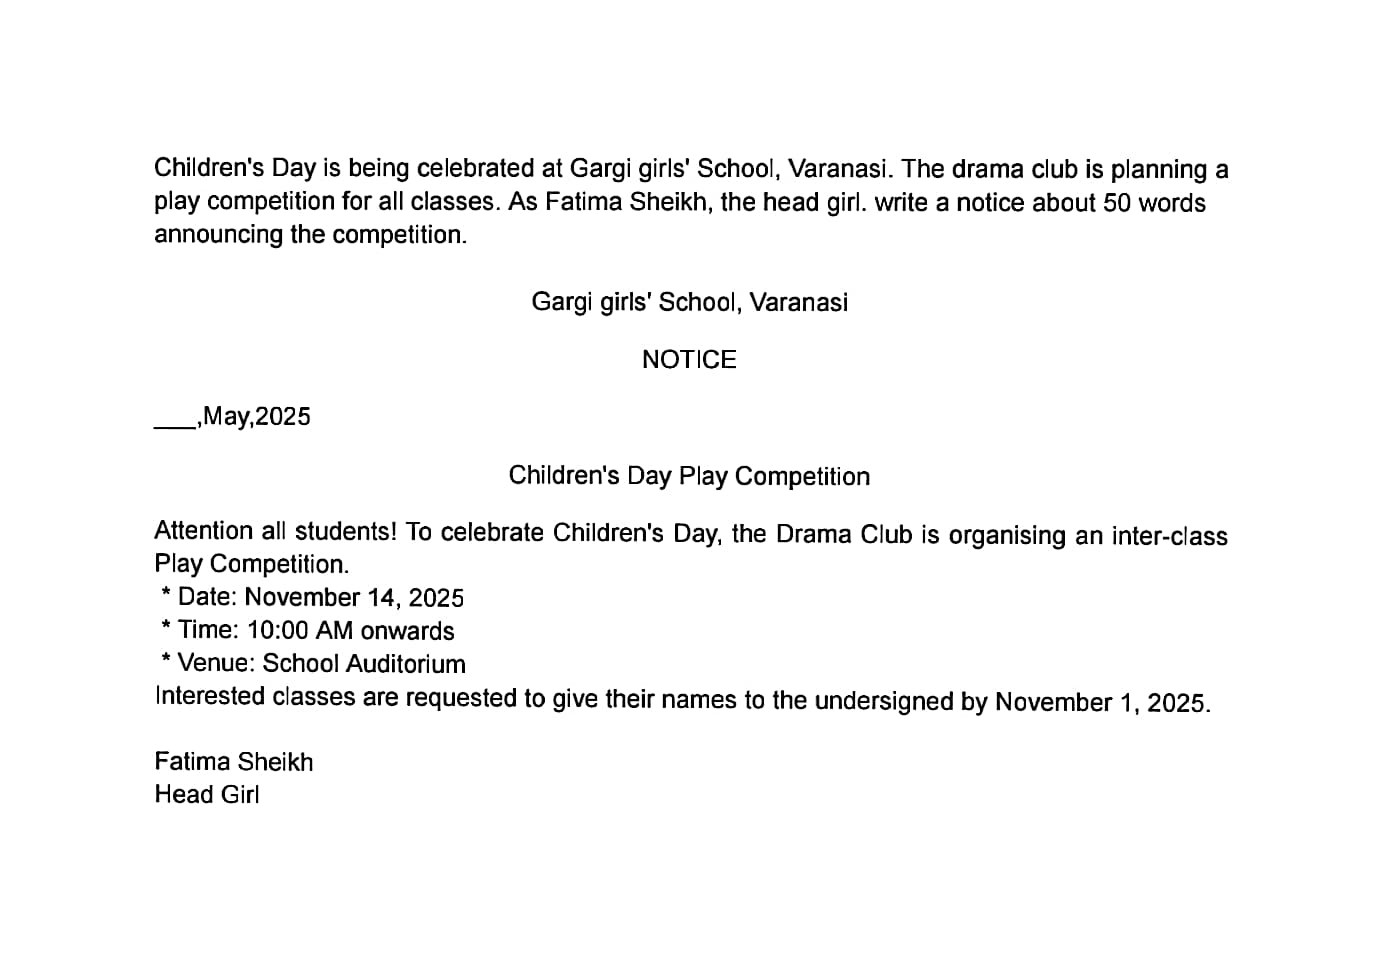 Children's Day is being celebrated at Gargi girls' School, Varanasi. The drama club is planning a
play competition for all classes. As Fatima Sheikh, the head girl. write a notice about 50 words
announcing the competition.
Gargi girls' School, Varanasi
NOTICE
___,May,2025
Children's Day Play Competition
Attention all students! To celebrate Children's Day, the Drama Club is organising an inter-class
Play Competition.
* Date: November 14, 2025
* Time: 10:00 AM onwards
* Venue: School Auditorium
Interested classes are requested to give their names to the undersigned by November 1, 2025.
Fatima Sheikh
Head Girl